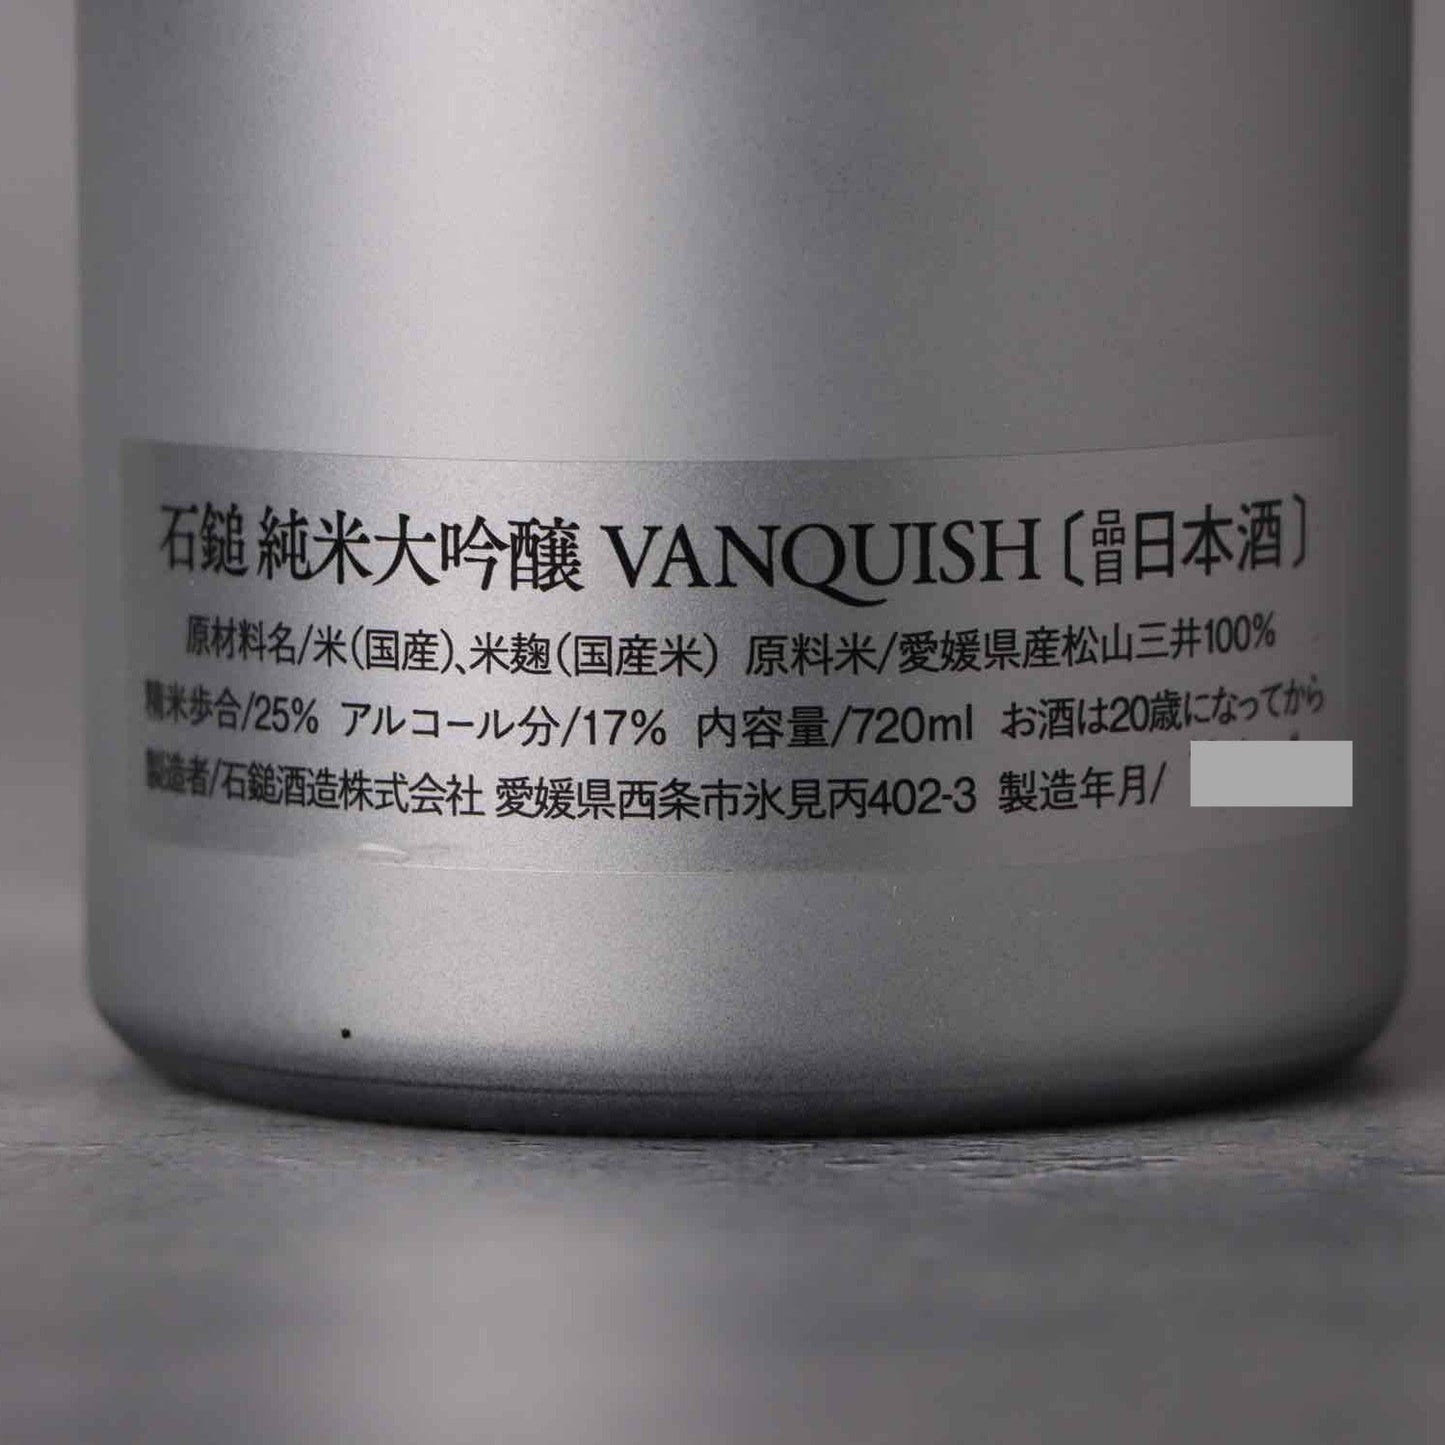 石鎚 純米大吟醸 VANQUISH〔品目日本酒〕
原材料名/米(国産)、米麹(国産米) 原料米/愛媛県産松山三井100%
精米歩合/25% アルコール分/17% 内容量/720ml お酒は20歳になってから
製造者/石鎚酒造株式会社 愛媛県西条市氷見丙402-3 製造年月/